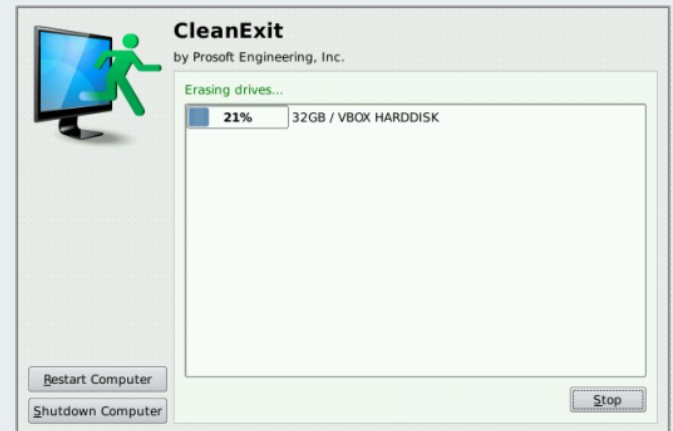 CleanExit
by Prosoft Engineering, Inc.
Erasing drives...
21% 32GB / VBOX HARDDISK
Restart Computer
Shutdown Computer
Stop